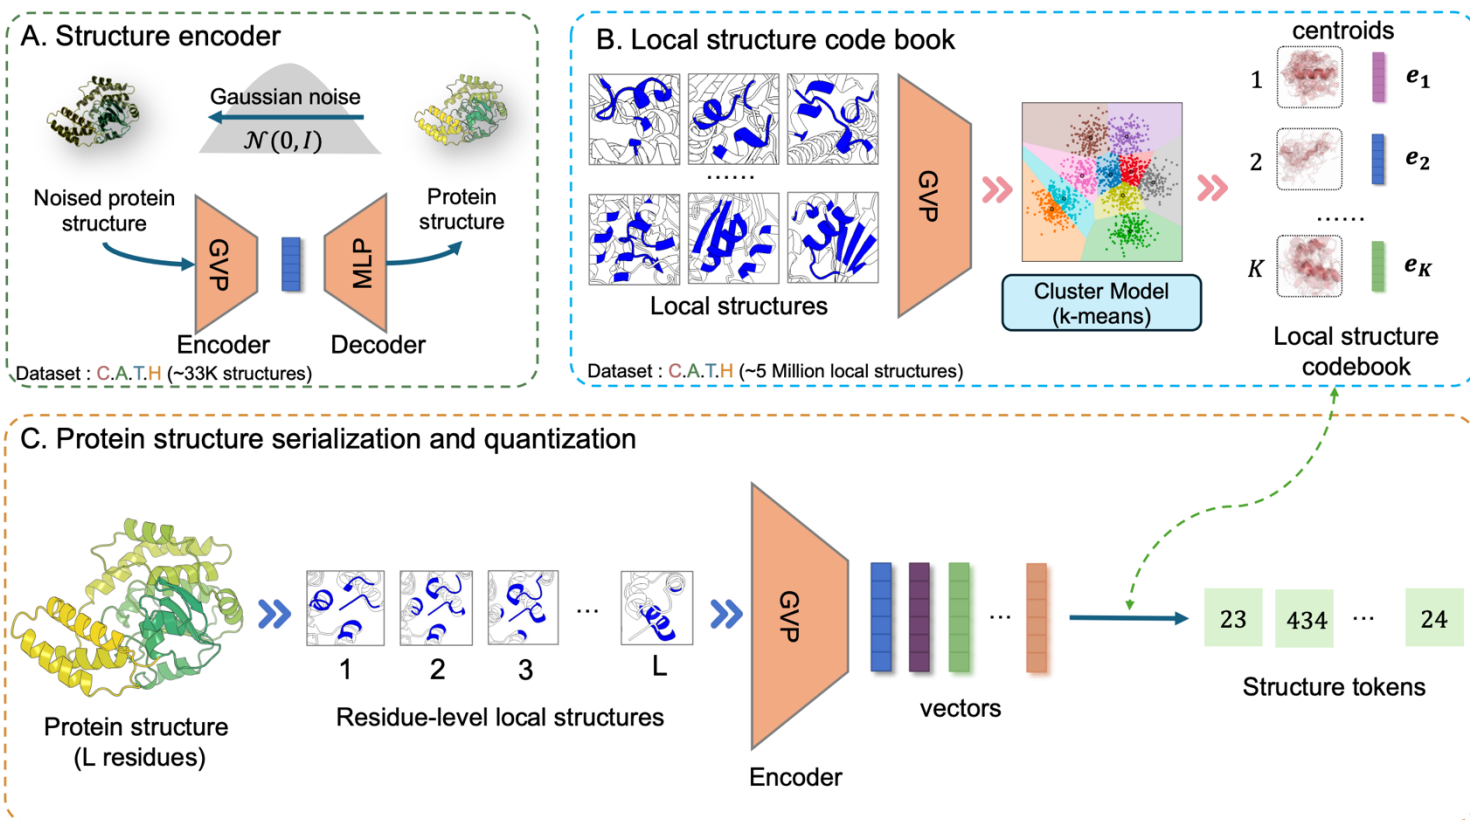 A. Structure encoder
Gaussian noise
𝒩(0, I)
Noised protein
structure
Protein
structure
GVP
MLP
Encoder
Decoder
Dataset : C.A.T.H (~33K structures)
B. Local structure code book
......
Local structures
GVP
Cluster Model
(k-means)
centroids
1
e1
2
e2
......
K
eK
Local structure
codebook
Dataset : C.A.T.H (~5 Million local structures)
C. Protein structure serialization and quantization
Protein structure
(L residues)
...
1
2
3
L
Residue-level local structures
GVP
Encoder
...
vectors
23
434
...
24
Structure tokens